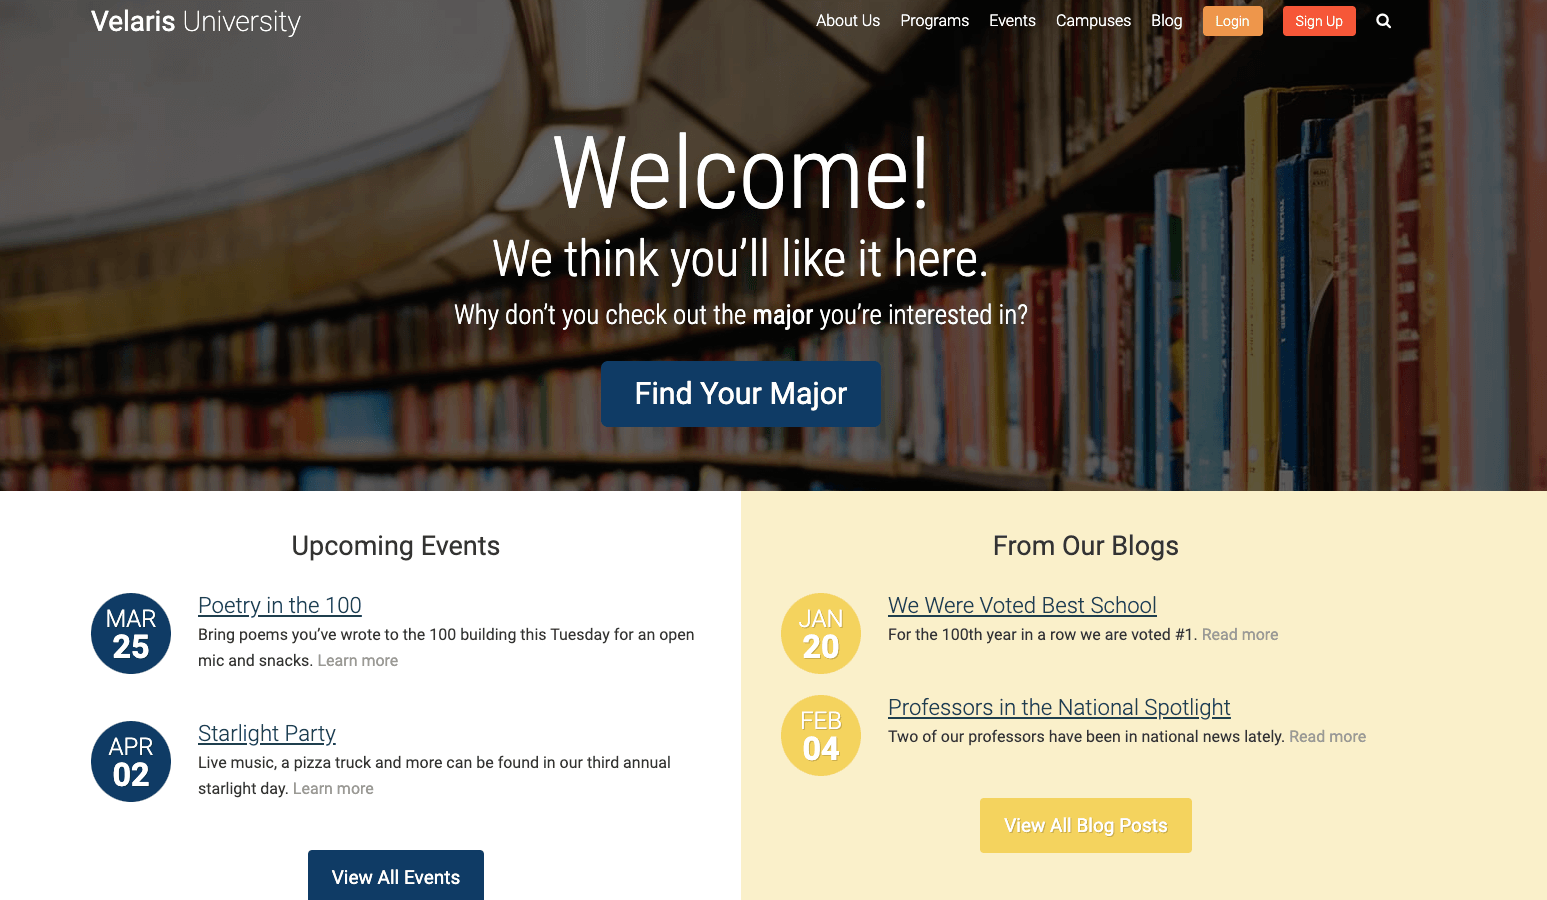 Velaris University
About Us Programs Events Campuses Blog Login Sign Up
Welcome!
We think you’ll like it here.
Why don’t you check out the major you’re interested in?
Find Your Major
Upcoming Events
MAR
25
Poetry in the 100
Bring poems you’ve wrote to the 100 building this Tuesday for an open
mic and snacks. Learn more
APR
02
Starlight Party
Live music, a pizza truck and more can be found in our third annual
starlight day. Learn more
View All Events
From Our Blogs
JAN
20
We Were Voted Best School
For the 100th year in a row we are voted #1. Read more
FEB
04
Professors in the National Spotlight
Two of our professors have been in national news lately. Read more
View All Blog Posts